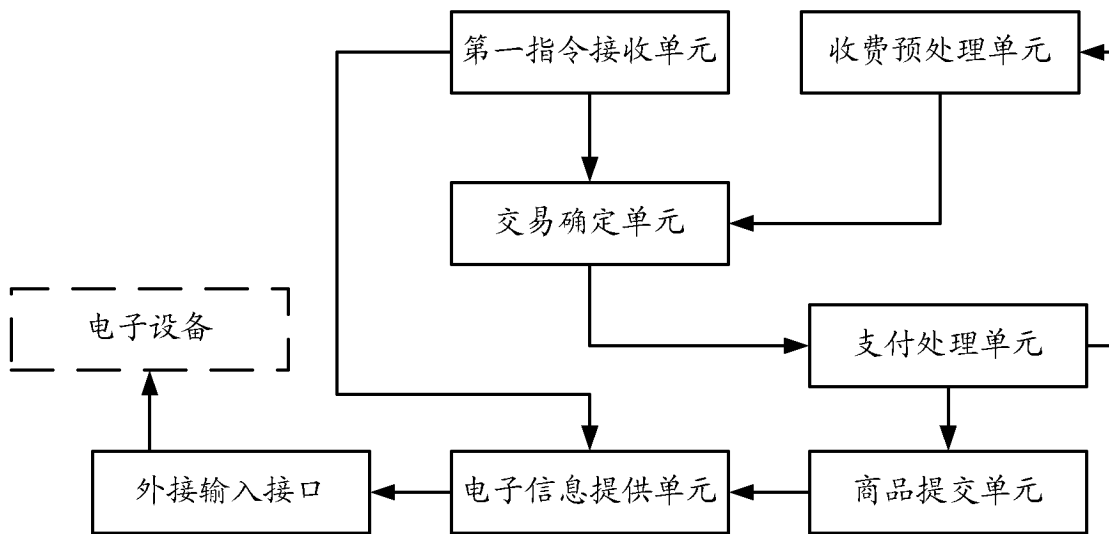 第一指令接收单元
收费预处理单元
交易确定单元
电子设备
支付处理单元
外接输入接口
电子信息提供单元
商品提交单元